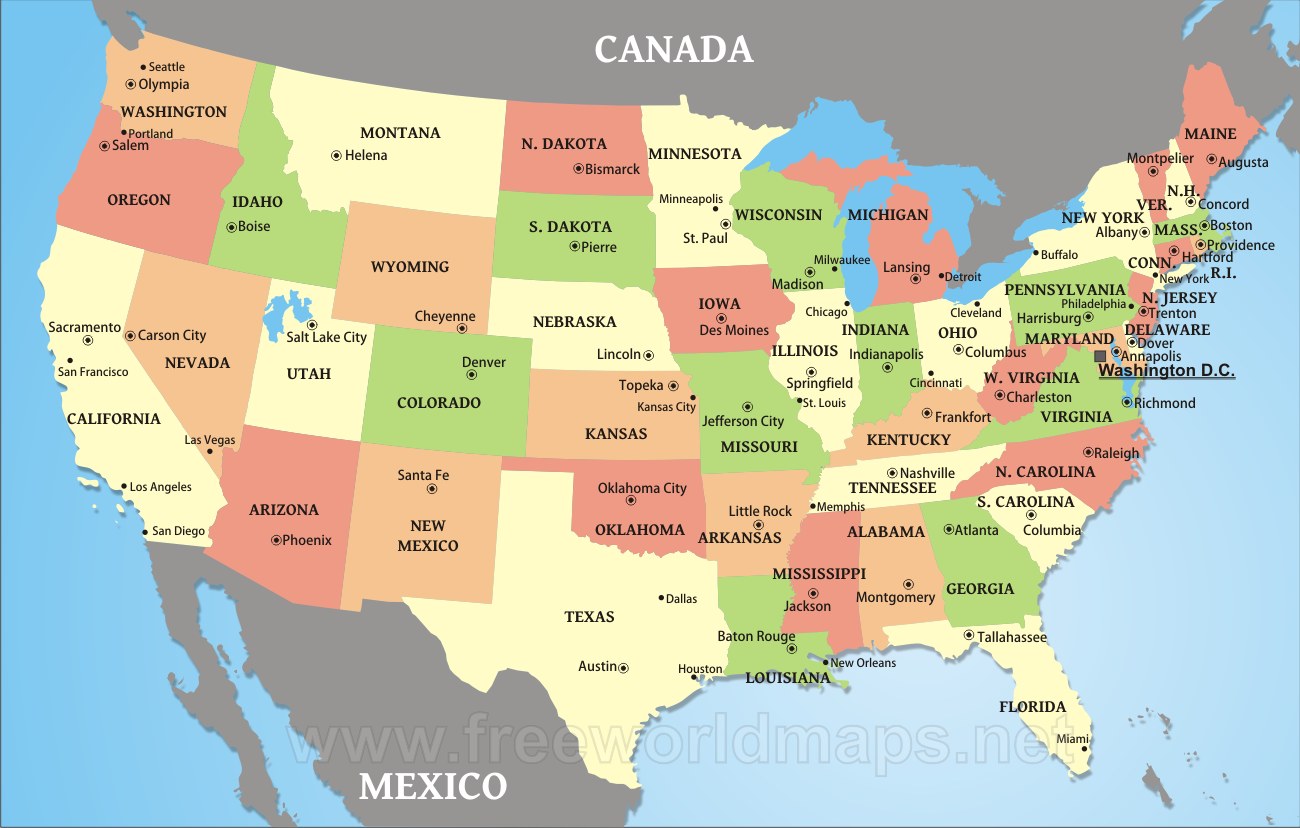 CANADA
Seattle
Olympia
WASHINGTON
Portland
Salem
OREGON
IDAHO
Boise
MONTANA
Helena
N. DAKOTA
Bismarck
S. DAKOTA
Pierre
MINNESOTA
Minneapolis
St. Paul
WISCONSIN
Milwaukee
Madison
MICHIGAN
Lansing
Detroit
WYOMING
Cheyenne
NEBRASKA
Lincoln
IOWA
Des Moines
Chicago
ILLINOIS
Springfield
INDIANA
Indianapolis
OHIO
Cleveland
Columbus
Cincinnati
MAINE
Augusta
Montpelier
VER.
N.H.
Concord
NEW YORK
Albany
Buffalo
New York
MASS.
Boston
Providence
CONN.
Hartford
R.I.
PENNSYLVANIA
Philadelphia
Harrisburg
N. JERSEY
Trenton
MARYLAND
DELAWARE
Dover
Annapolis
Washington D.C.
W. VIRGINIA
Charleston
VIRGINIA
Richmond
Sacramento
San Francisco
CALIFORNIA
Los Angeles
San Diego
Carson City
NEVADA
Las Vegas
Salt Lake City
UTAH
Denver
COLORADO
Topeka
Kansas City
KANSAS
Jefferson City
St. Louis
MISSOURI
KENTUCKY
Frankfort
Nashville
TENNESSEE
Memphis
N. CAROLINA
Raleigh
S. CAROLINA
Columbia
ARIZONA
Phoenix
Santa Fe
NEW
MEXICO
Oklahoma City
OKLAHOMA
Little Rock
ARKANSAS
MISSISSIPPI
Jackson
ALABAMA
Montgomery
Atlanta
GEORGIA
TEXAS
Dallas
Austin
Houston
Baton Rouge
New Orleans
LOUISIANA
Tallahassee
FLORIDA
Miami
www.freeworldmaps.net
MEXICO